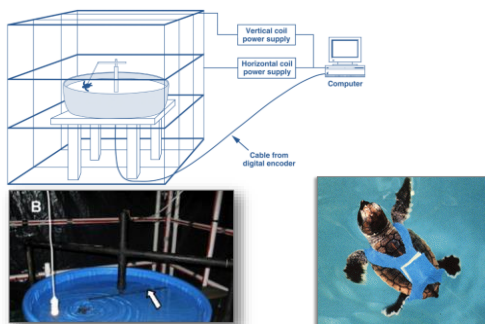 Vertical coil
power supply
Horizontal coil
power supply
Computer
Cable from
digital encoder
B